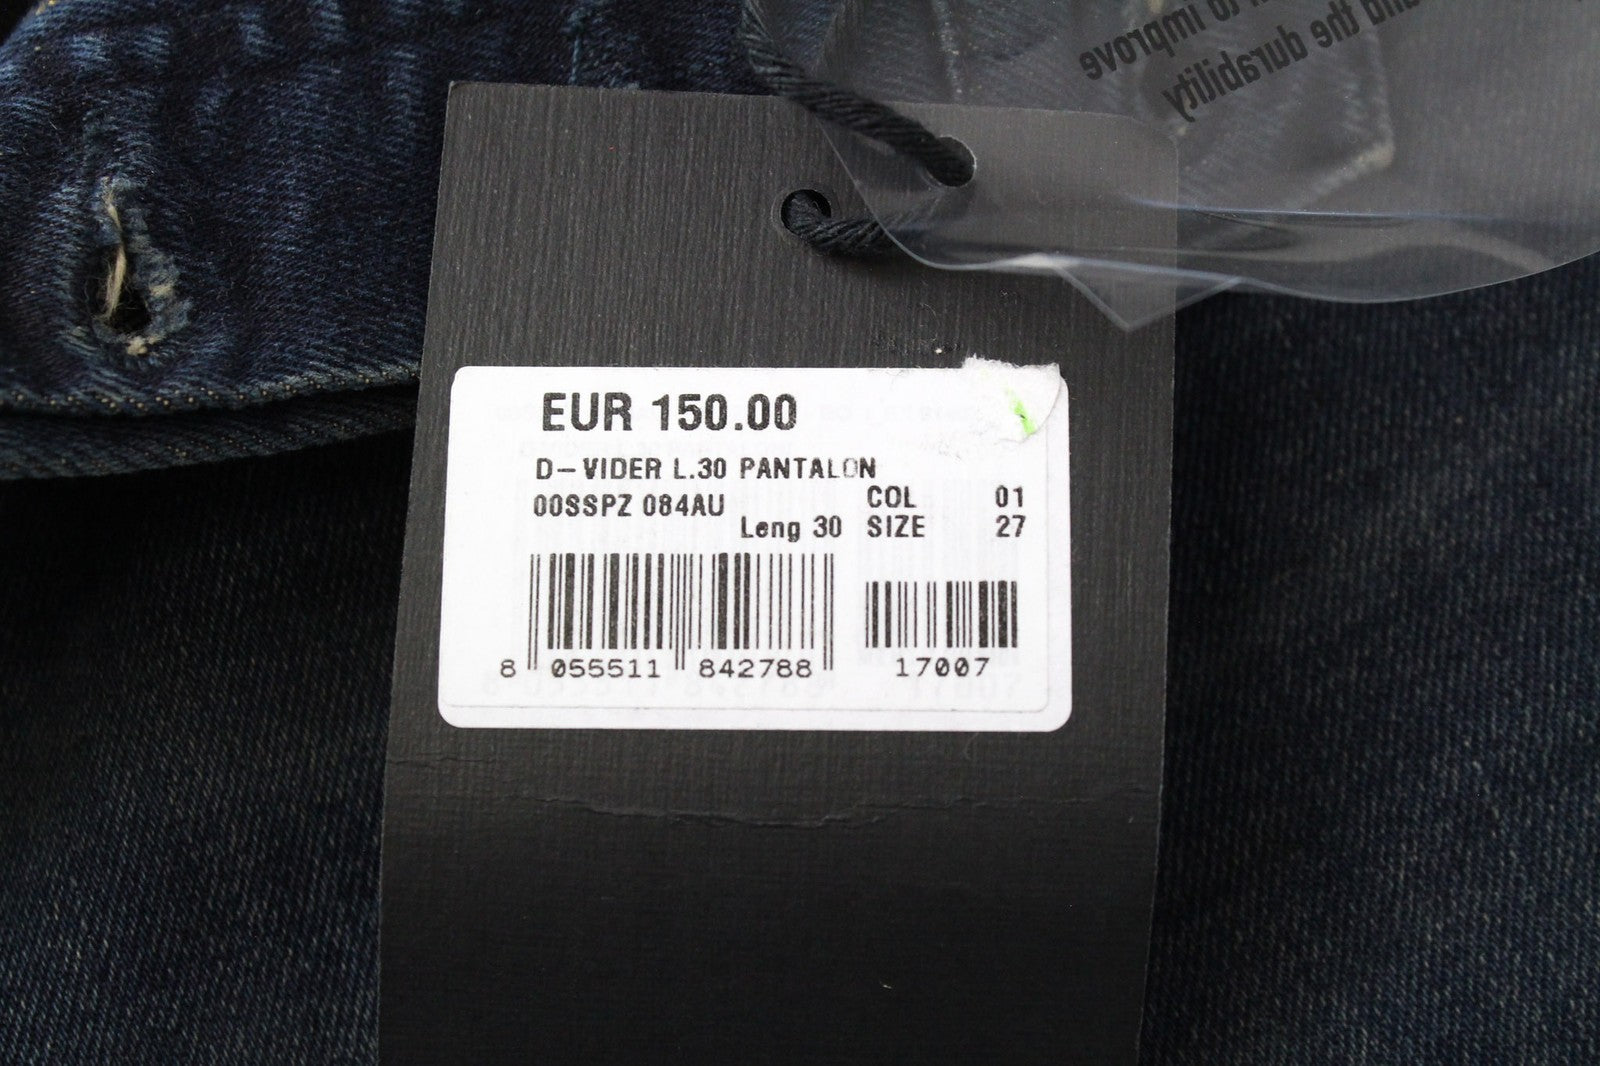 to improve
and the durability
EUR 150.00
D-VIDER L.30 PANTALON
00SSPZ 084AU COL 01
Leng 30 SIZE 27
8 055511 842788 17007